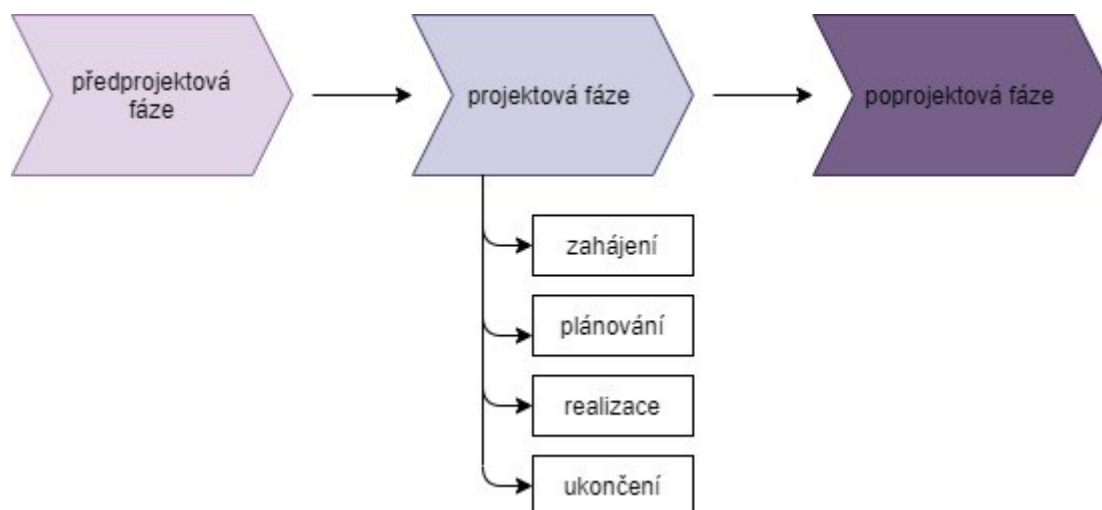 předprojektová
fáze
projektová fáze
poprojektová fáze
zahájení
plánování
realizace
ukončení